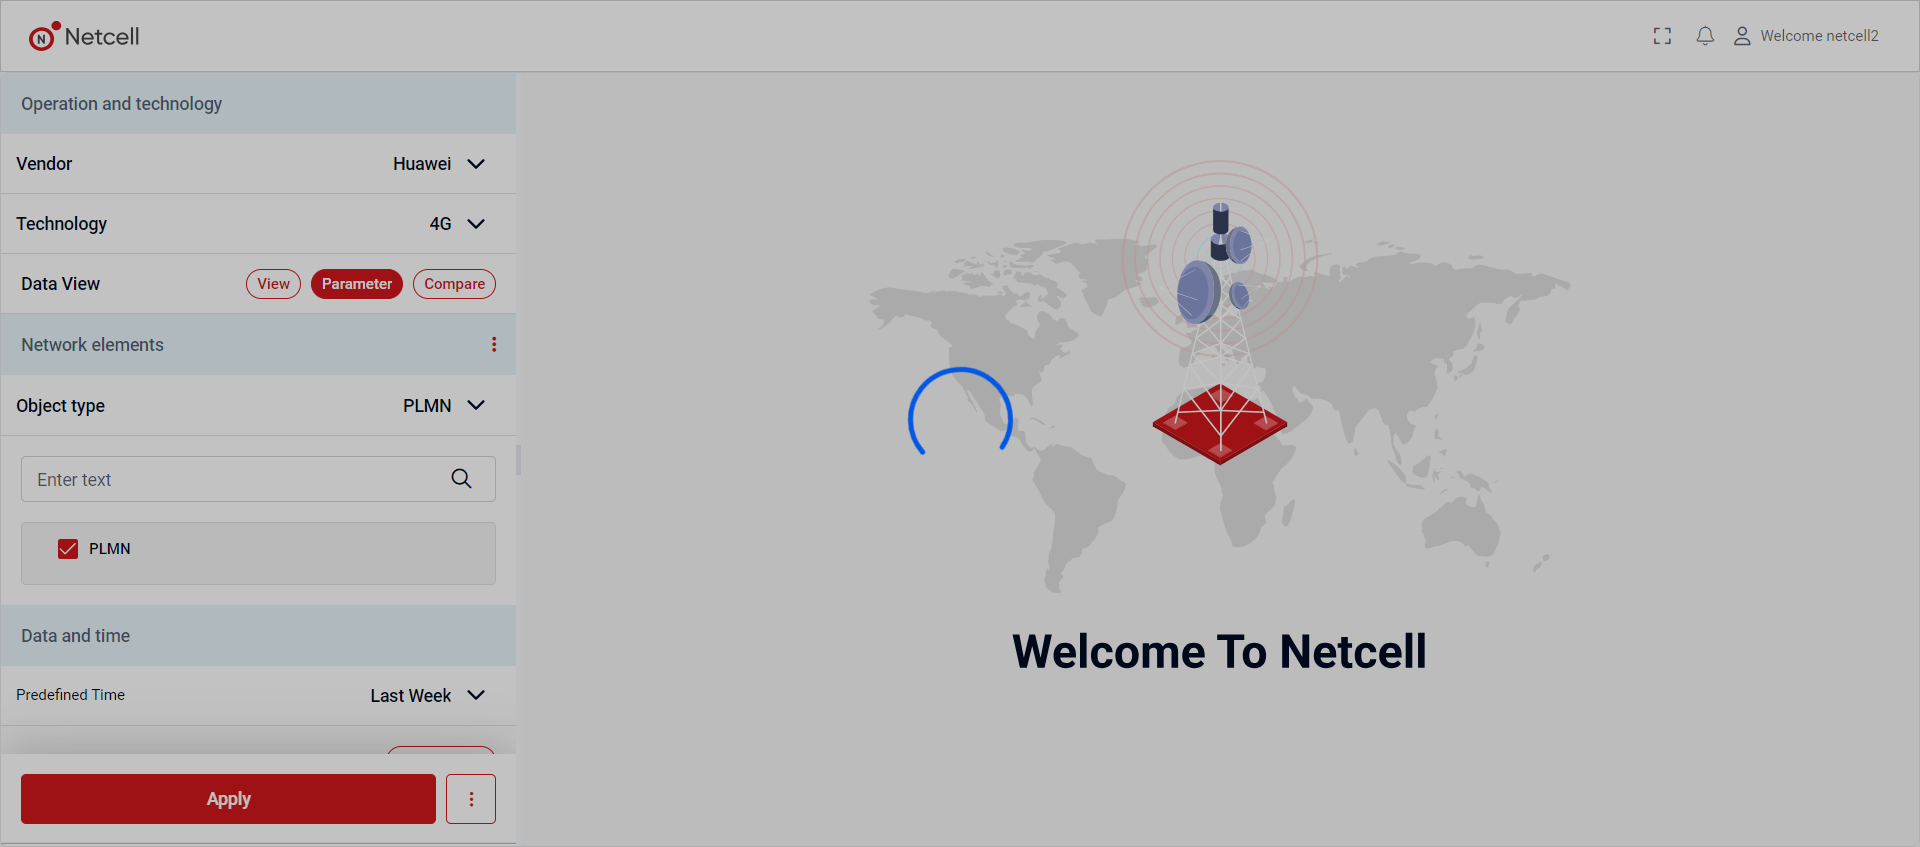 N Netcell
Welcome netcell2
Operation and technology
Vendor Huawei
Technology 4G
Data View View Parameter Compare
Network elements
Object type PLMN
Enter text
PLMN
Data and time
Predefined Time Last Week
Apply
Welcome To Netcell